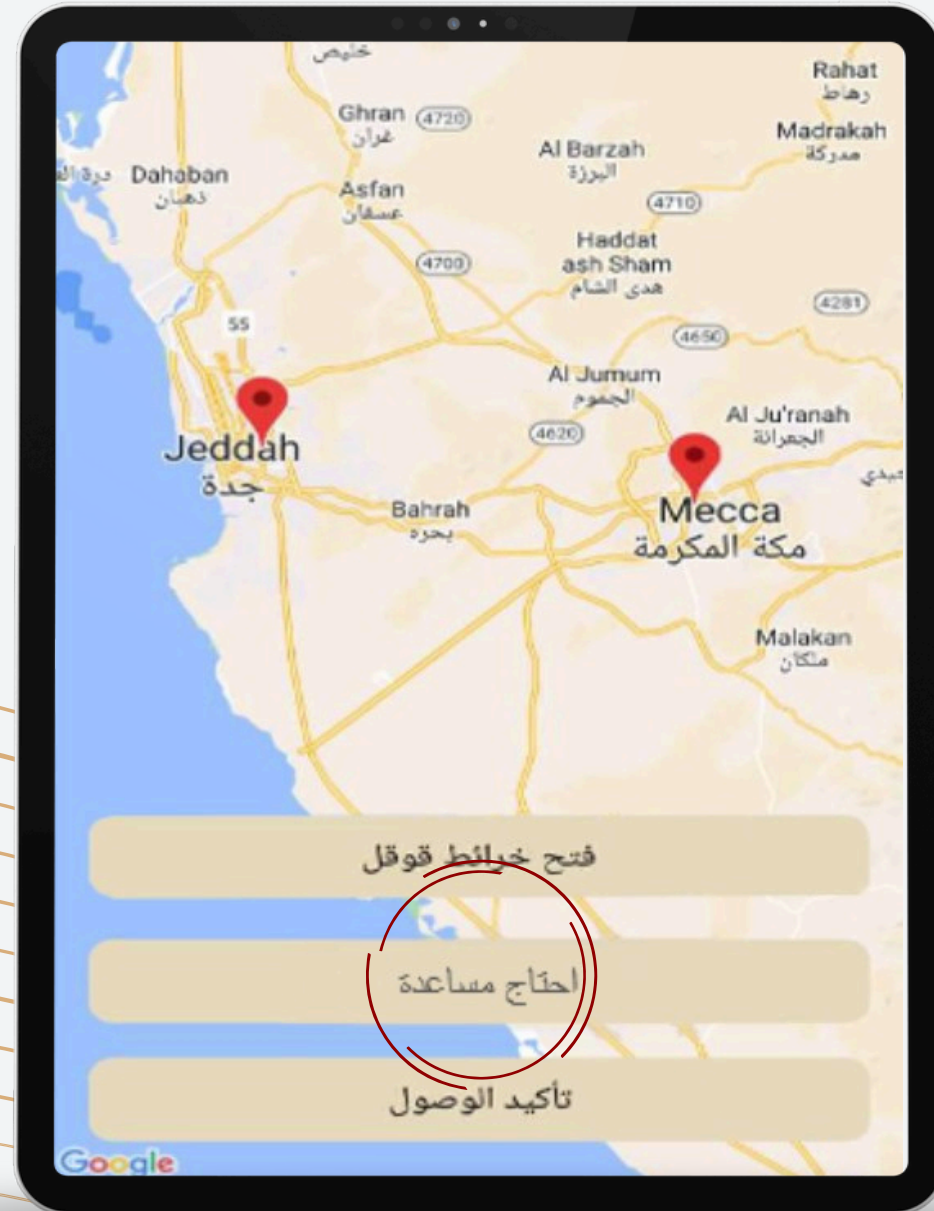 خليص
Rahat
رهاط
Ghran
غران
4720
Madrakah
مدركة
Al Barzah
البرزة
Dahaban
ذهبان
Asfan
عسفان
4710
Haddat
ash Sham
هدى الشام
4700
4281
55
4650
Al Jumum
الجموم
Al Ju'ranah
الجعرانة
4620
Jeddah
جدة
Mecca
مكة المكرمة
Bahrah
بحره
Malakan
ملكان
فتح خرائط قوقل
احتاج مساعدة
تأكيد الوصول
Google